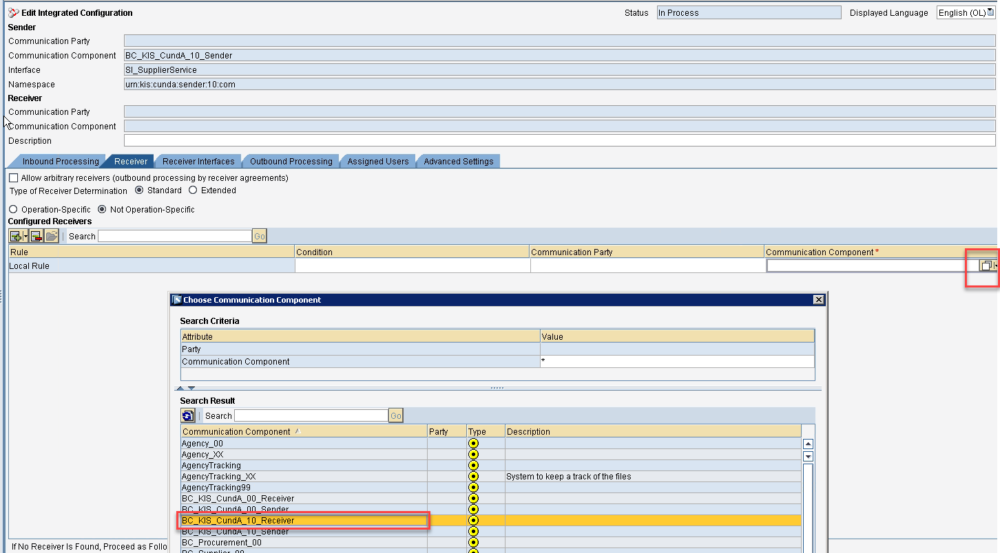 Edit Integrated Configuration Status In Process Displayed Language English (OL)
Sender
Communication Party
Communication Component BC_KIS_CundA_10_Sender
Interface SI_SupplierService
Namespace urn:kis:cunda:sender:10:com
Receiver
Communication Party
Communication Component
Description
Inbound Processing Receiver Receiver Interfaces Outbound Processing Assigned Users Advanced Settings
Allow arbitrary receivers (outbound processing by receiver agreements)
Type of Receiver Determination Standard Extended
Operation-Specific Not Operation-Specific
Configured Receivers
Search Go
Rule Condition Communication Party Communication Component *
Local Rule
Choose Communication Component
Search Criteria
Attribute Value
Party
Communication Component *
Search Result
Search Go
Communication Component Party Type Description
Agency_00
Agency_XX
AgencyTracking
AgencyTracking_XX System to keep a track of the files
AgencyTracking99
BC_KIS_CundA_00_Receiver
BC_KIS_CundA_00_Sender
BC_KIS_CundA_10_Receiver
BC_KIS_CundA_10_Sender
BC_Procurement_00
BC_Supplier_00
If No Receiver Is Found, Proceed as Follo